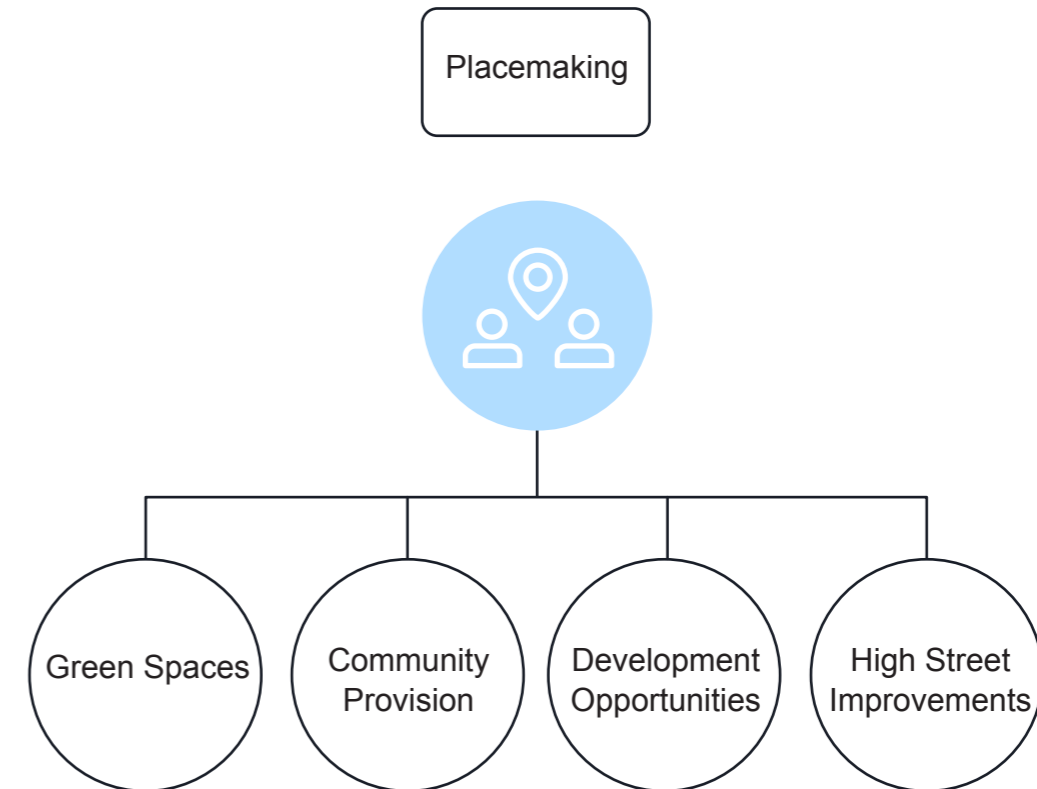 Placemaking
Green Spaces
Community
Provision
Development
Opportunities
High Street
Improvements